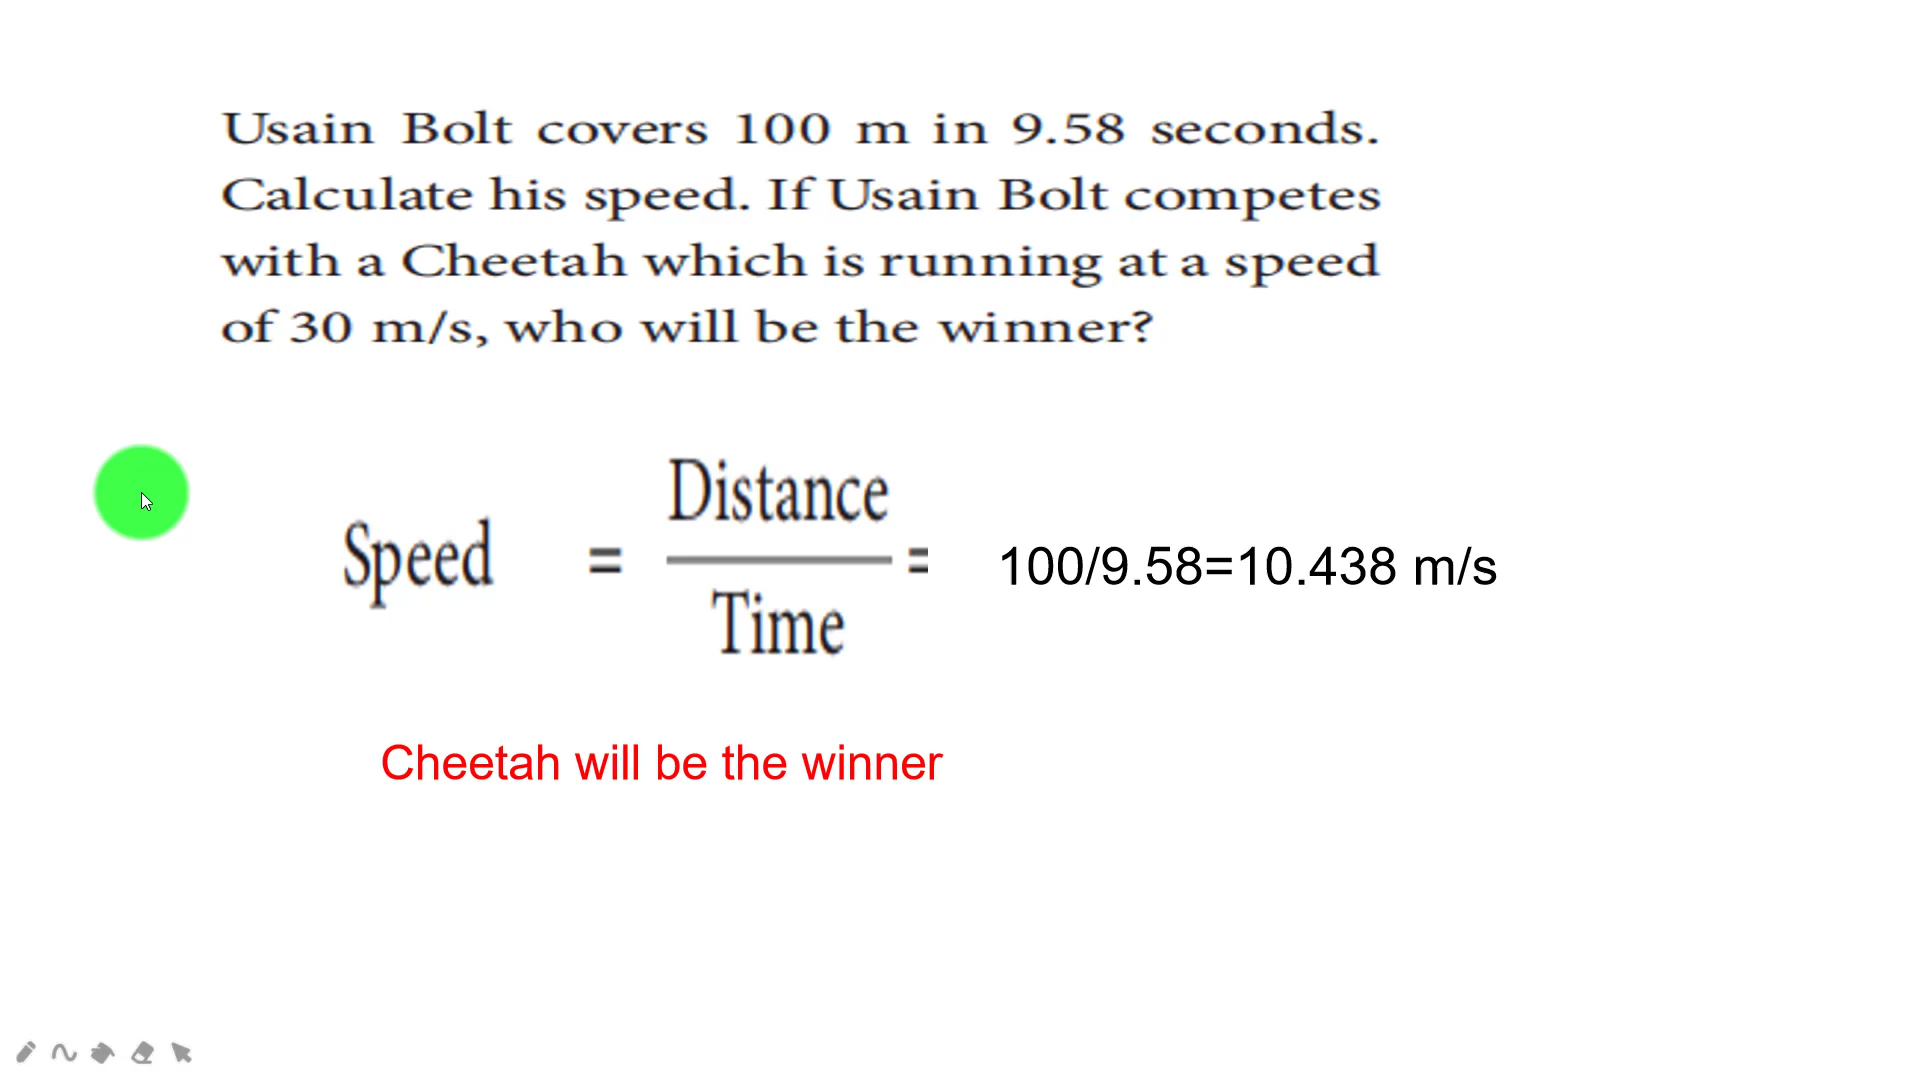 Usain Bolt covers 100 m in 9.58 seconds.
Calculate his speed. If Usain Bolt competes
with a Cheetah which is running at a speed
of 30 m/s, who will be the winner?
Distance
Speed = =
Time
100/9.58=10.438 m/s
Cheetah will be the winner